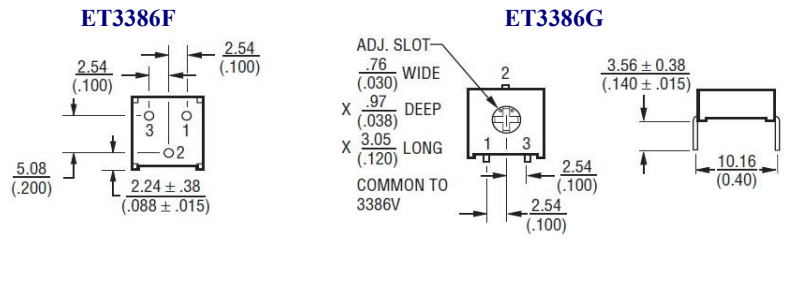 ET3386F
ET3386G
2.54
(.100)
2.54
(.100)
3
1
2
5.08
(.200)
2.24 ± .38
(.088 ± .015)
ADJ. SLOT
.76
(.030) WIDE
X .97
(.038) DEEP
X 3.05
(.120) LONG
COMMON TO
3386V
2
1
3
2.54
(.100)
2.54
(.100)
3.56 ± 0.38
(.140 ± .015)
10.16
(0.40)